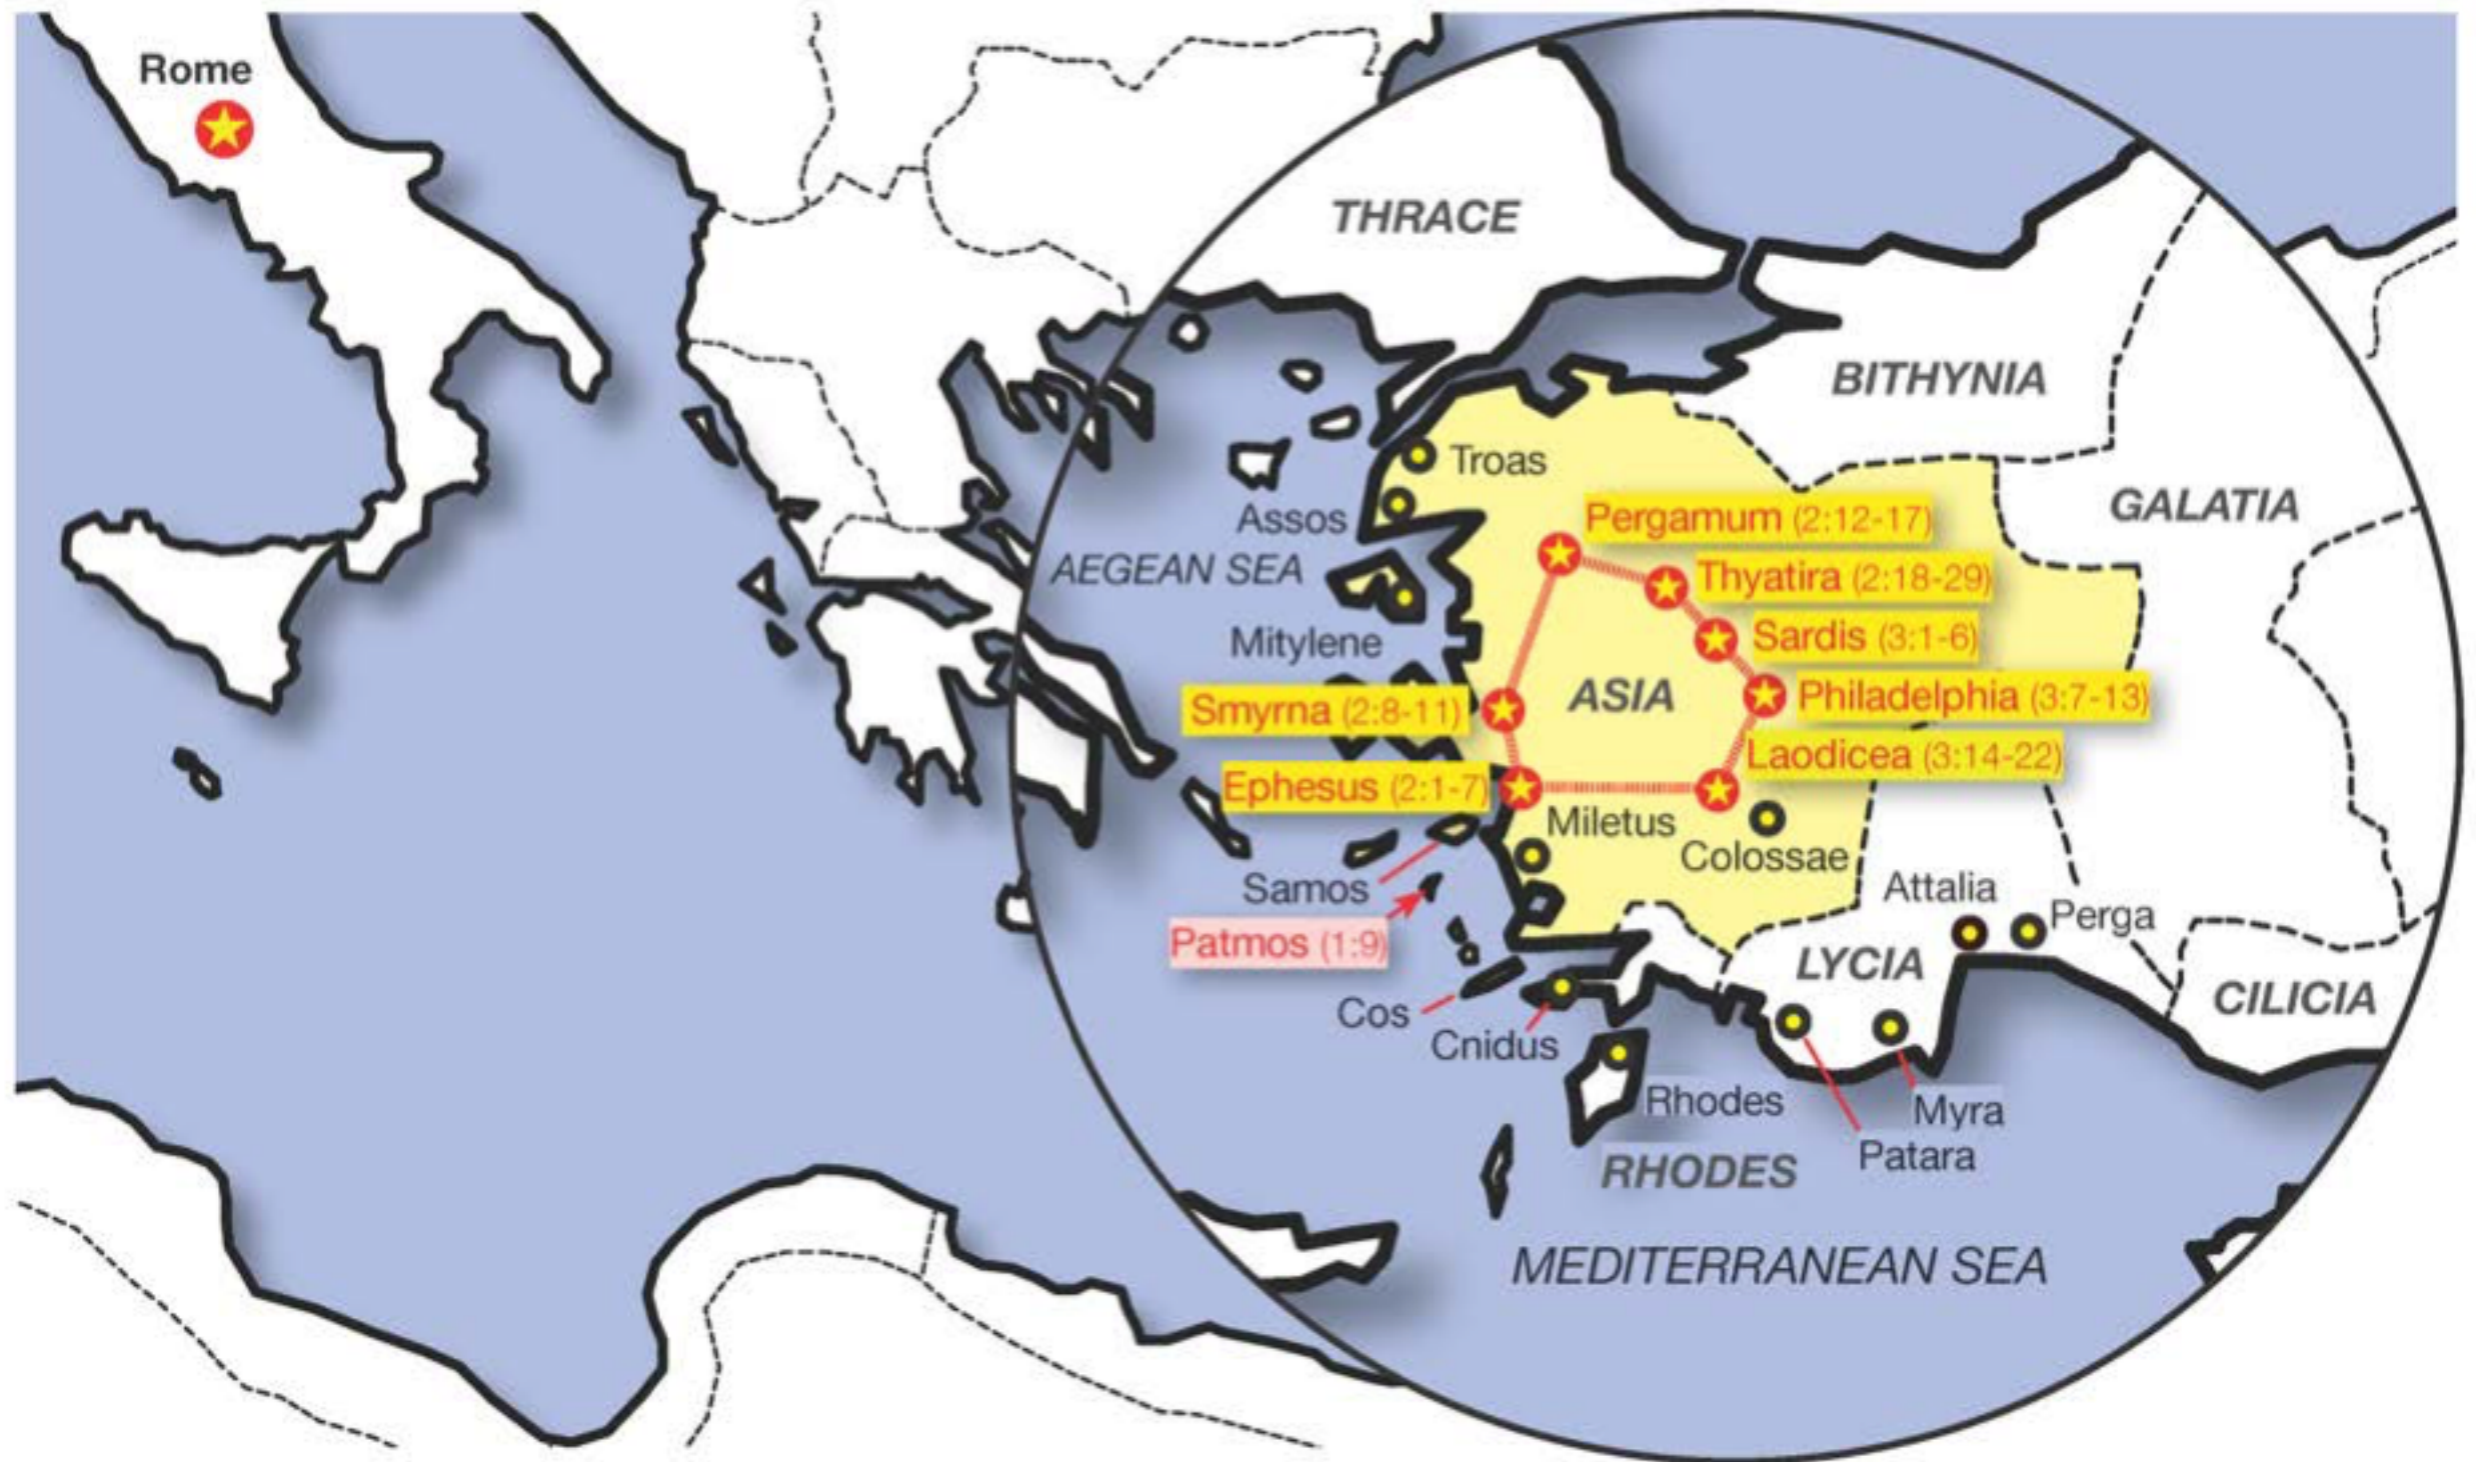 Rome
THRACE
BITHYNIA
Troas
GALATIA
Assos
Pergamum (2:12-17)
AEGEAN SEA
Thyatira (2:18-29)
Mitylene
Sardis (3:1-6)
ASIA
Philadelphia (3:7-13)
Smyrna (2:8-11)
Laodicea (3:14-22)
Ephesus (2:1-7)
Miletus
Colossae
Samos
Attalia
Perga
Patmos (1:9)
LYCIA
CILICIA
Cos
Cnidus
Rhodes
Myra
Patara
RHODES
MEDITERRANEAN SEA